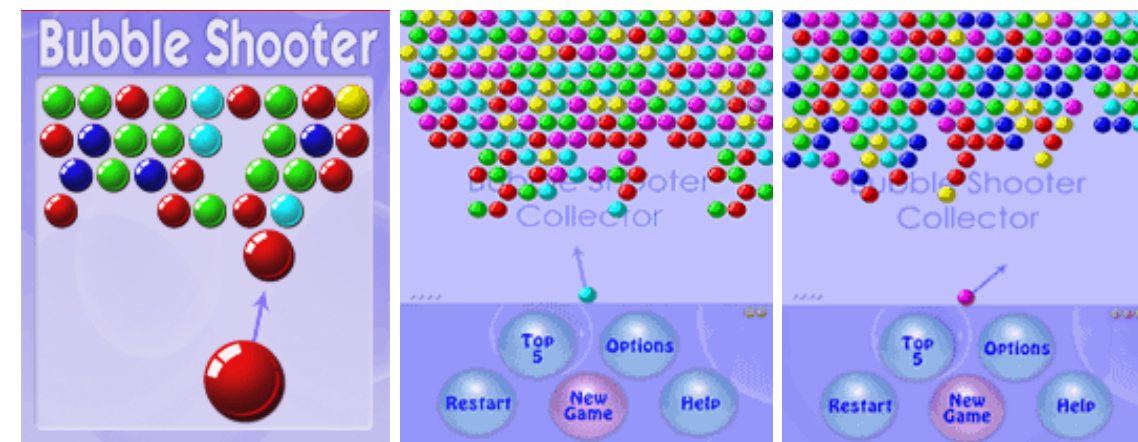 Bubble Shooter
Bubble Shooter
Collector
Top
5
Options
Restart
New
Game
Help
Bubble Shooter
Collector
Top
5
Options
Restart
New
Game
Help